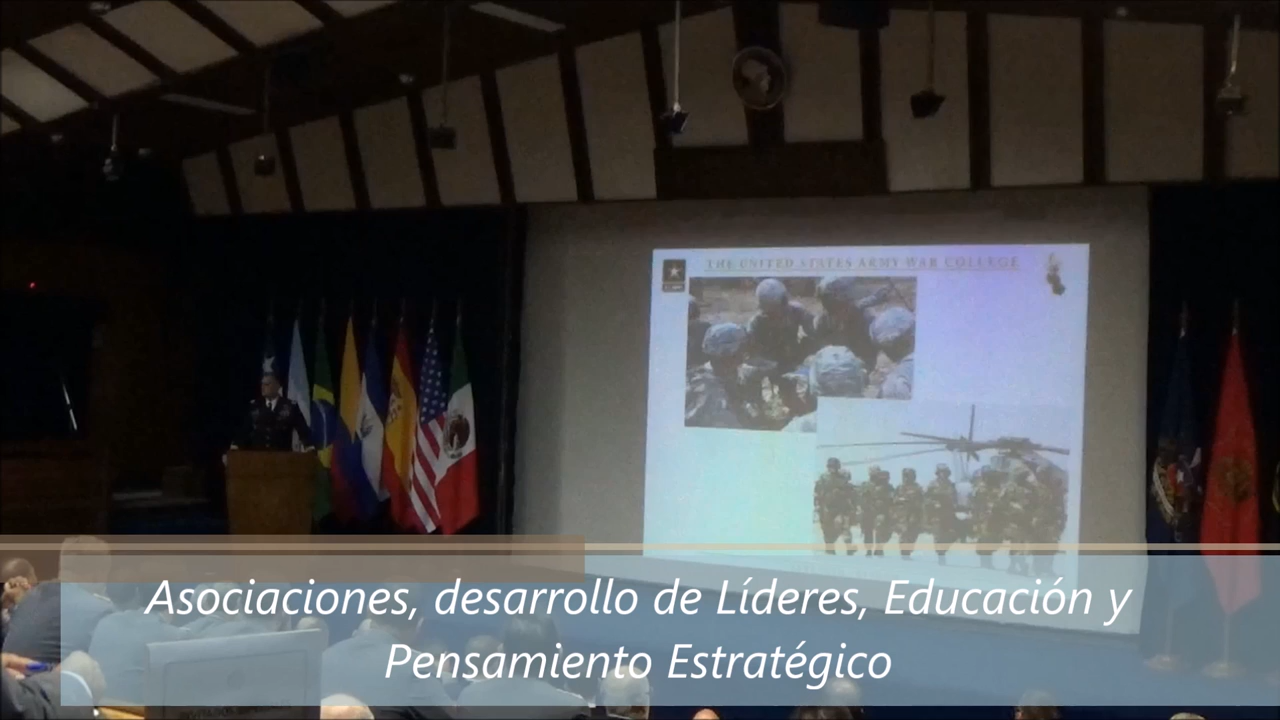 THE UNITED STATES ARMY WAR COLLEGE
Asociaciones, desarrollo de Líderes, Educación y
Pensamiento Estratégico